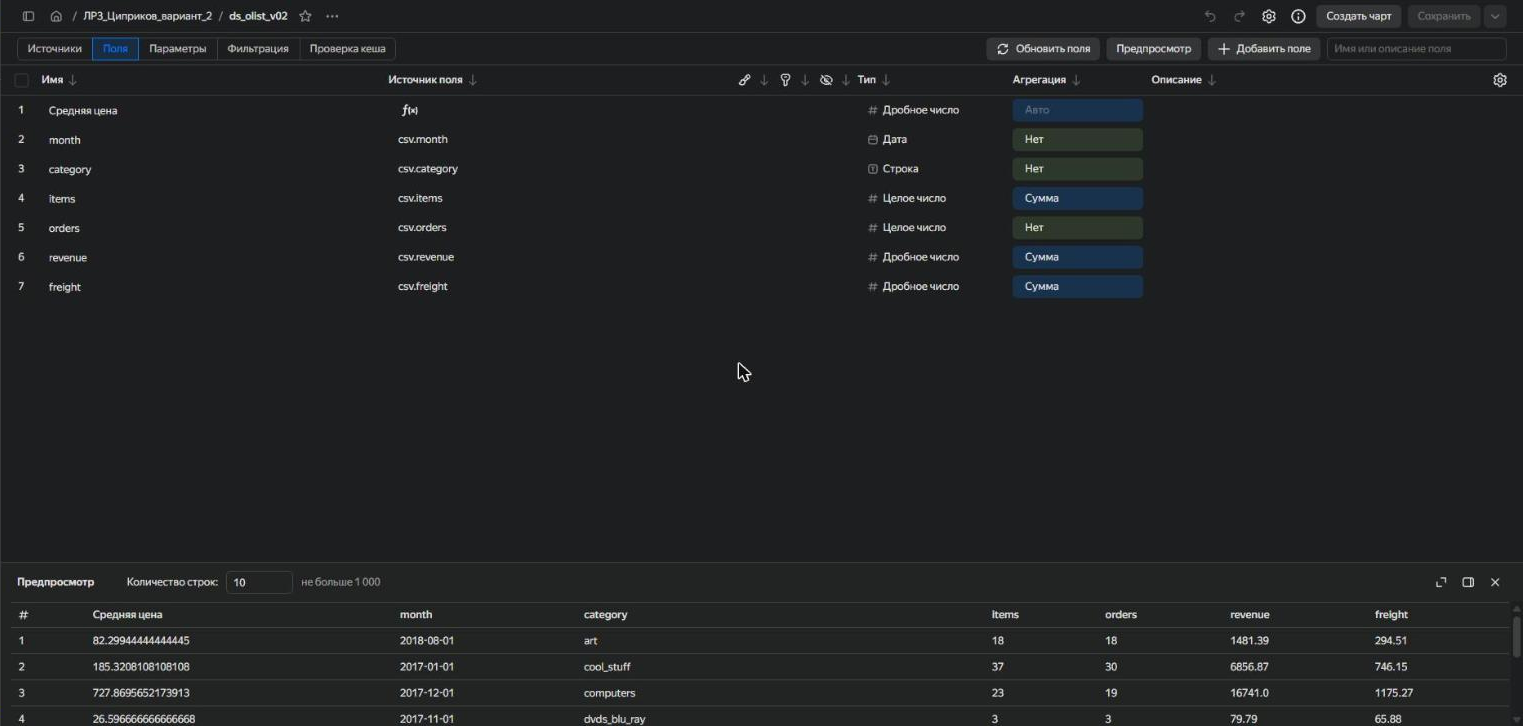 / ЛР3_Циприков_вариант_2 / ds_olist_v02 Создать чарт Сохранить
Источники Поля Параметры Фильтрация Проверка кеша Обновить поля Предпросмотр Добавить поле Имя или описание поля
Имя Источник поля Тип Агрегация Описание
1 Средняя цена f(x) # Дробное число Авто
2 month csv.month Дата Нет
3 category csv.category Строка Нет
4 items csv.items # Целое число Сумма
5 orders csv.orders # Целое число Нет
6 revenue csv.revenue # Дробное число Сумма
7 freight csv.freight # Дробное число Сумма
Предпросмотр Количество строк: 10 не больше 1 000
# Средняя цена month category items orders revenue freight
1 82.29944444444445 2018-08-01 art 18 18 1481.39 294.51
2 185.3208108108108 2017-01-01 cool_stuff 37 30 6856.87 746.15
3 727.8695652173913 2017-12-01 computers 23 19 16741.0 1175.27
4 26.596666666666668 2017-11-01 dvds_blu_ray 3 3 79.79 65.88